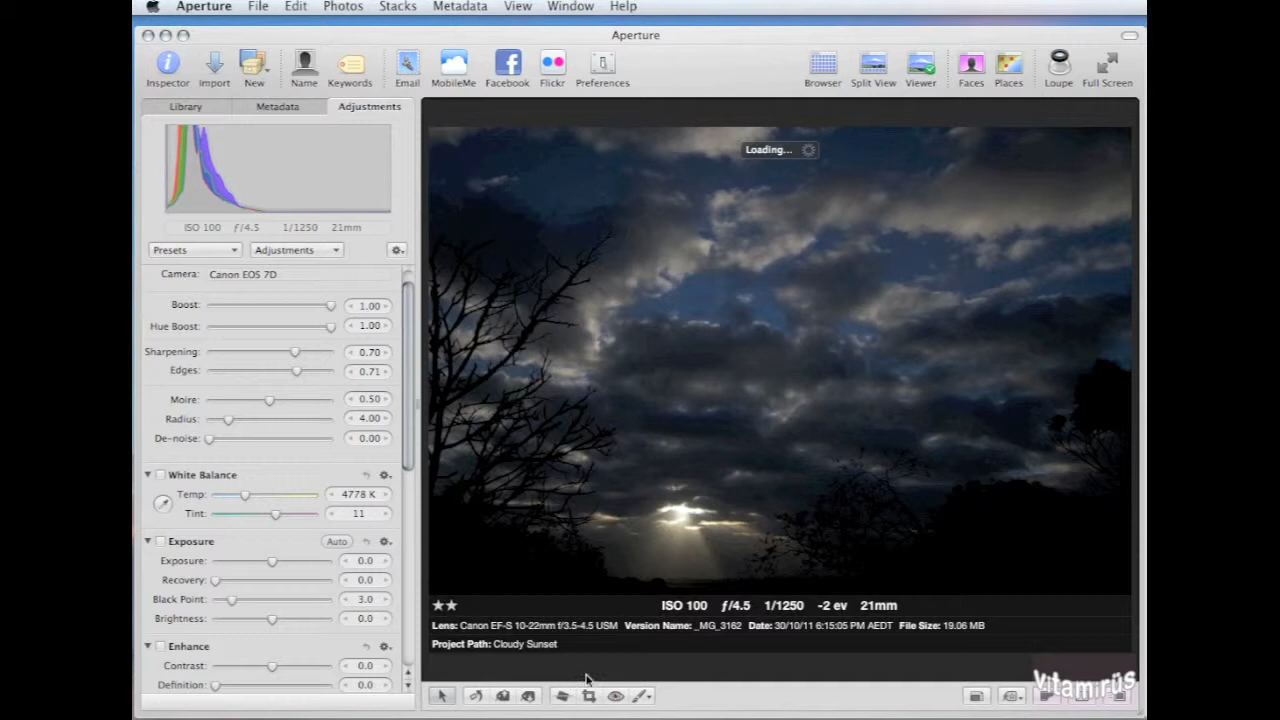 Aperture File Edit Photos Stacks Metadata View Window Help
Aperture
Inspector Import New Name Keywords Email MobileMe Facebook Flickr Preferences Browser Split View Viewer Faces Places Loupe Full Screen
Library Metadata Adjustments
Loading...
ISO 100 ƒ/4.5 1/1250 21mm
Presets Adjustments
Camera: Canon EOS 7D
Boost: 1.00
Hue Boost: 1.00
Sharpening: 0.70
Edges: 0.71
Moire: 0.50
Radius: 4.00
De-noise: 0.00
White Balance
Temp: 4778 K
Tint: 11
Exposure Auto
Exposure: 0.0
Recovery: 0.0
Black Point: 3.0
Brightness: 0.0
Enhance
Contrast: 0.0
Definition: 0.0
ISO 100 ƒ/4.5 1/1250 -2 ev 21mm
Lens: Canon EF-S 10-22mm f/3.5-4.5 USM Version Name: _MG_3162 Date: 30/10/11 6:15:05 PM AEDT File Size: 19.06 MB
Project Path: Cloudy Sunset
vitamirüs